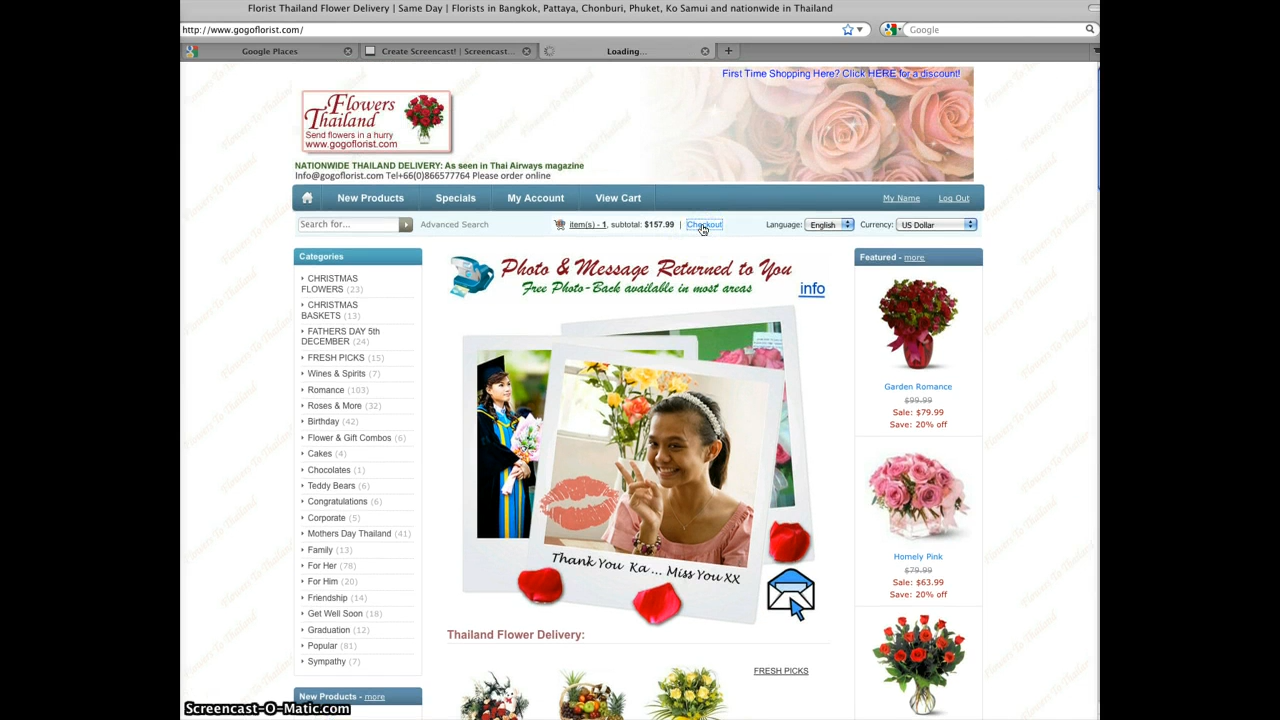 Florist Thailand Flower Delivery | Same Day | Florists in Bangkok, Pattaya, Chonburi, Phuket, Ko Samui and nationwide in Thailand
http://www.gogoflorist.com/
Google
Google Places
Create Screencast! | Screencast...
Loading...
First Time Shopping Here? Click HERE for a discount!
Flowers
Thailand
Send flowers in a hurry
www.gogoflorist.com
NATIONWIDE THAILAND DELIVERY: As seen in Thai Airways magazine
Info@gogoflorist.com Tel+66(0)866577764 Please order online
New Products Specials My Account View Cart My Name Log Out
Search for... Advanced Search item(s) - 1, subtotal: $157.99 | Checkout Language: English Currency: US Dollar
Categories
CHRISTMAS
FLOWERS (23)
CHRISTMAS
BASKETS (13)
FATHERS DAY 5th
DECEMBER (24)
FRESH PICKS (15)
Wines & Spirits (7)
Romance (103)
Roses & More (32)
Birthday (42)
Flower & Gift Combos (6)
Cakes (4)
Chocolates (1)
Teddy Bears (6)
Congratulations (6)
Corporate (5)
Mothers Day Thailand (41)
Family (13)
For Her (78)
For Him (20)
Friendship (14)
Get Well Soon (18)
Graduation (12)
Popular (81)
Sympathy (7)
New Products - more
Photo & Message Returned to You
Free Photo-Back available in most areas
info
Thank You Ka ... Miss You XX
Thailand Flower Delivery:
FRESH PICKS
Featured - more
Garden Romance
$99.99
Sale: $79.99
Save: 20% off
Homely Pink
$79.99
Sale: $63.99
Save: 20% off
Screencast-O-Matic.com